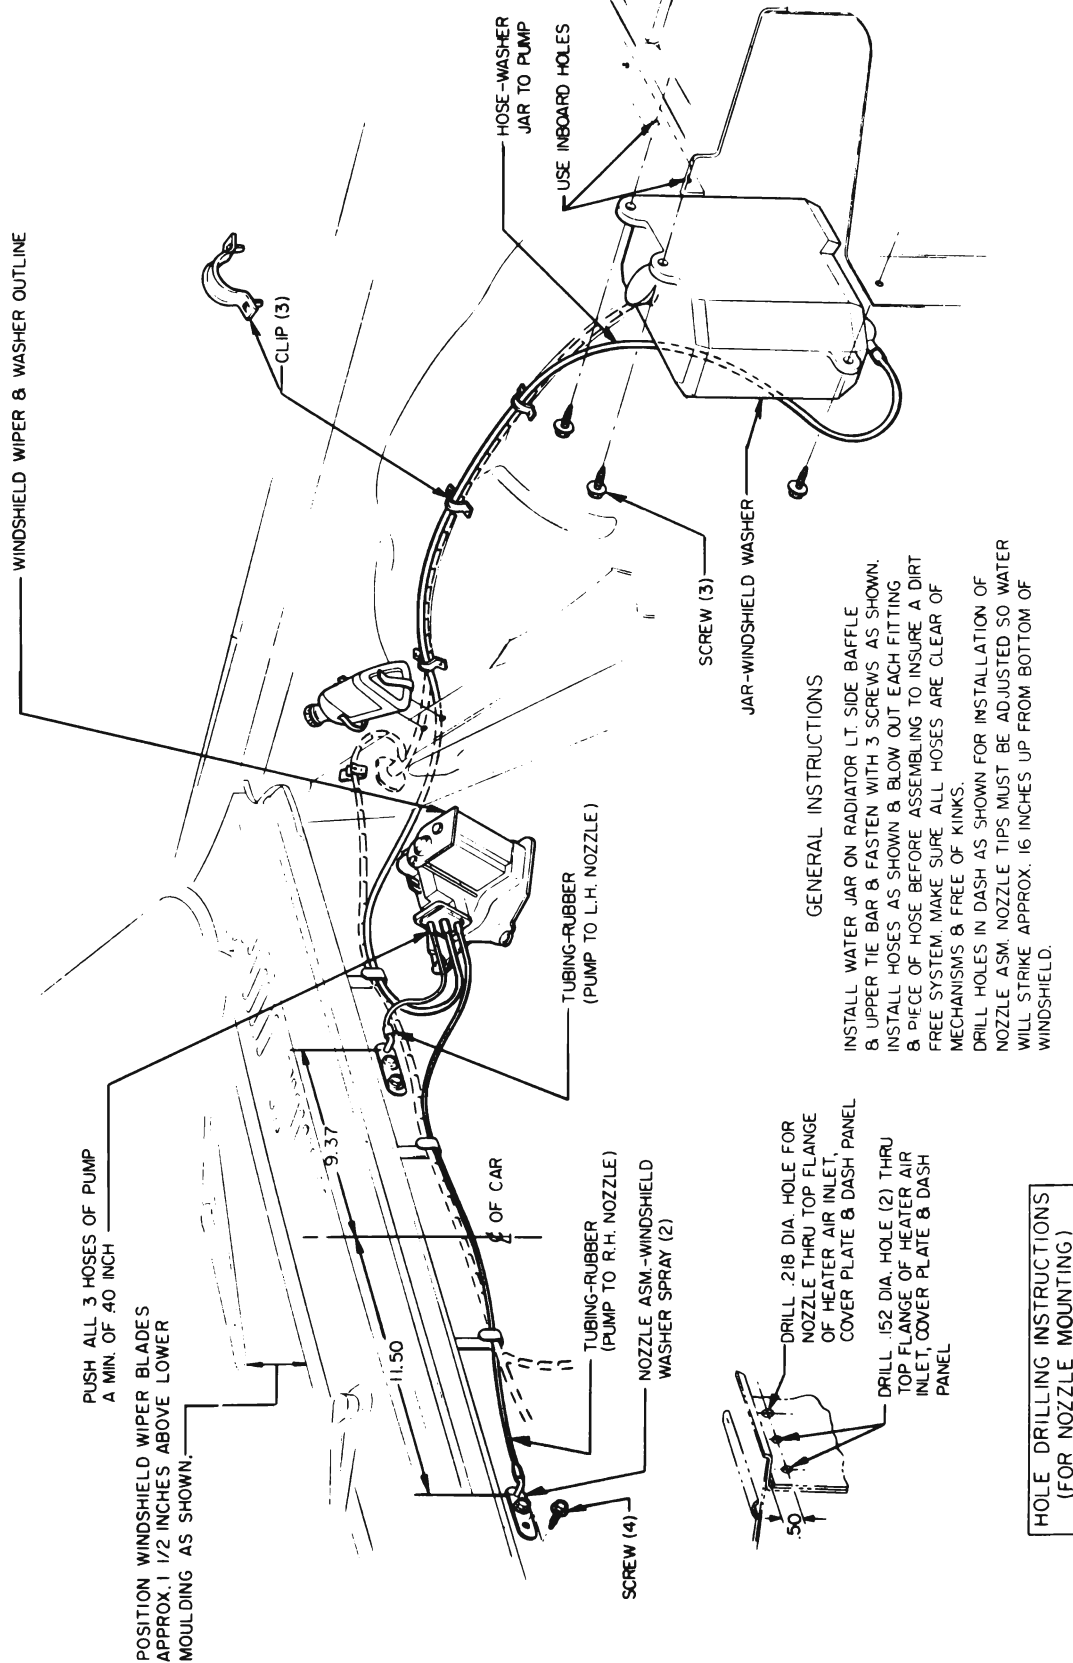 WINDSHIELD WIPER & WASHER OUTLINE
PUSH ALL 3 HOSES OF PUMP
A MIN. OF .40 INCH
POSITION WINDSHIELD WIPER BLADES
APPROX. 1 1/2 INCHES ABOVE LOWER
MOULDING AS SHOWN.
CLIP (3)
HOSE-WASHER
JAR TO PUMP
USE INBOARD HOLES
9.37
11.50
℄ OF CAR
TUBING-RUBBER
(PUMP TO L.H. NOZZLE)
TUBING-RUBBER
(PUMP TO R.H. NOZZLE)
NOZZLE ASM.-WINDSHIELD
WASHER SPRAY (2)
SCREW (4)
SCREW (3)
JAR-WINDSHIELD WASHER
GENERAL INSTRUCTIONS
INSTALL WATER JAR ON RADIATOR LT. SIDE BAFFLE
& UPPER TIE BAR & FASTEN WITH 3 SCREWS AS SHOWN.
INSTALL HOSES AS SHOWN & BLOW OUT EACH FITTING
& PIECE OF HOSE BEFORE ASSEMBLING TO INSURE A DIRT
FREE SYSTEM. MAKE SURE ALL HOSES ARE CLEAR OF
MECHANISMS & FREE OF KINKS.
DRILL HOLES IN DASH AS SHOWN FOR INSTALLATION OF
NOZZLE ASM. NOZZLE TIPS MUST BE ADJUSTED SO WATER
WILL STRIKE APPROX. 16 INCHES UP FROM BOTTOM OF
WINDSHIELD.
DRILL .218 DIA. HOLE FOR
NOZZLE THRU TOP FLANGE
OF HEATER AIR INLET,
COVER PLATE & DASH PANEL
DRILL .152 DIA. HOLE (2) THRU
TOP FLANGE OF HEATER AIR
INLET, COVER PLATE & DASH
PANEL
.50
HOLE DRILLING INSTRUCTIONS
(FOR NOZZLE MOUNTING)